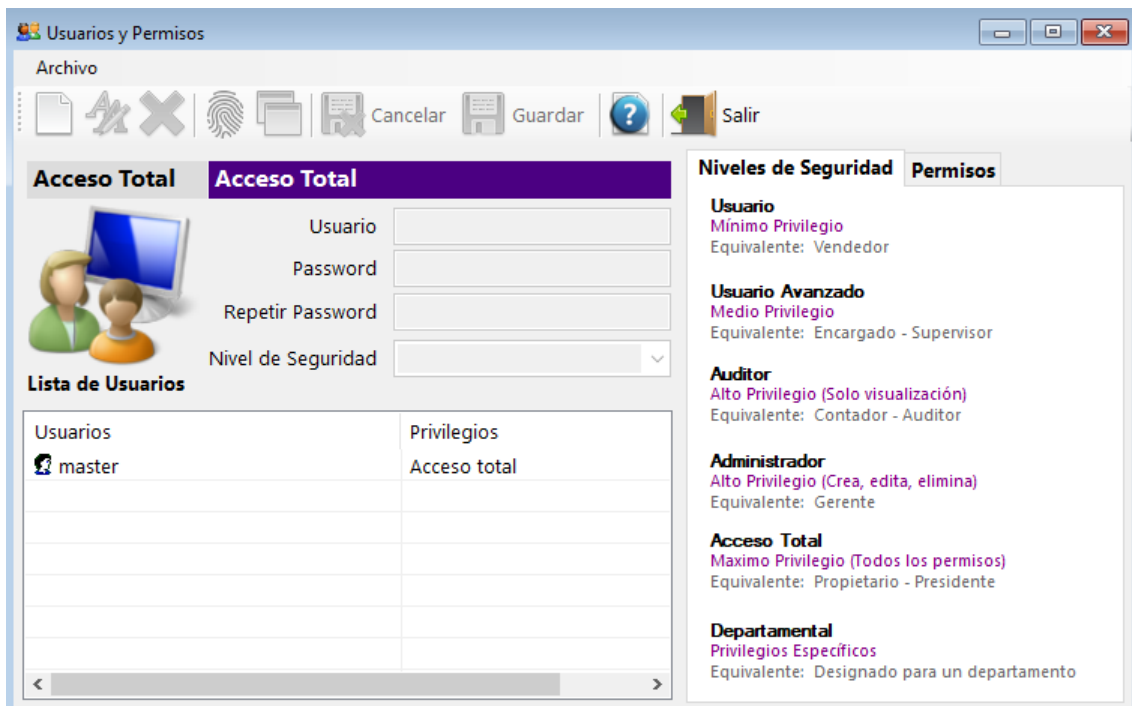 Usuarios y Permisos
Archivo
Cancelar Guardar Salir
Acceso Total Acceso Total
Usuario
Password
Repetir Password
Nivel de Seguridad
Lista de Usuarios
Usuarios Privilegios
master Acceso total
Niveles de Seguridad Permisos
Usuario
Mínimo Privilegio
Equivalente: Vendedor
Usuario Avanzado
Medio Privilegio
Equivalente: Encargado - Supervisor
Auditor
Alto Privilegio (Solo visualización)
Equivalente: Contador - Auditor
Administrador
Alto Privilegio (Crea, edita, elimina)
Equivalente: Gerente
Acceso Total
Maximo Privilegio (Todos los permisos)
Equivalente: Propietario - Presidente
Departamental
Privilegios Específicos
Equivalente: Designado para un departamento